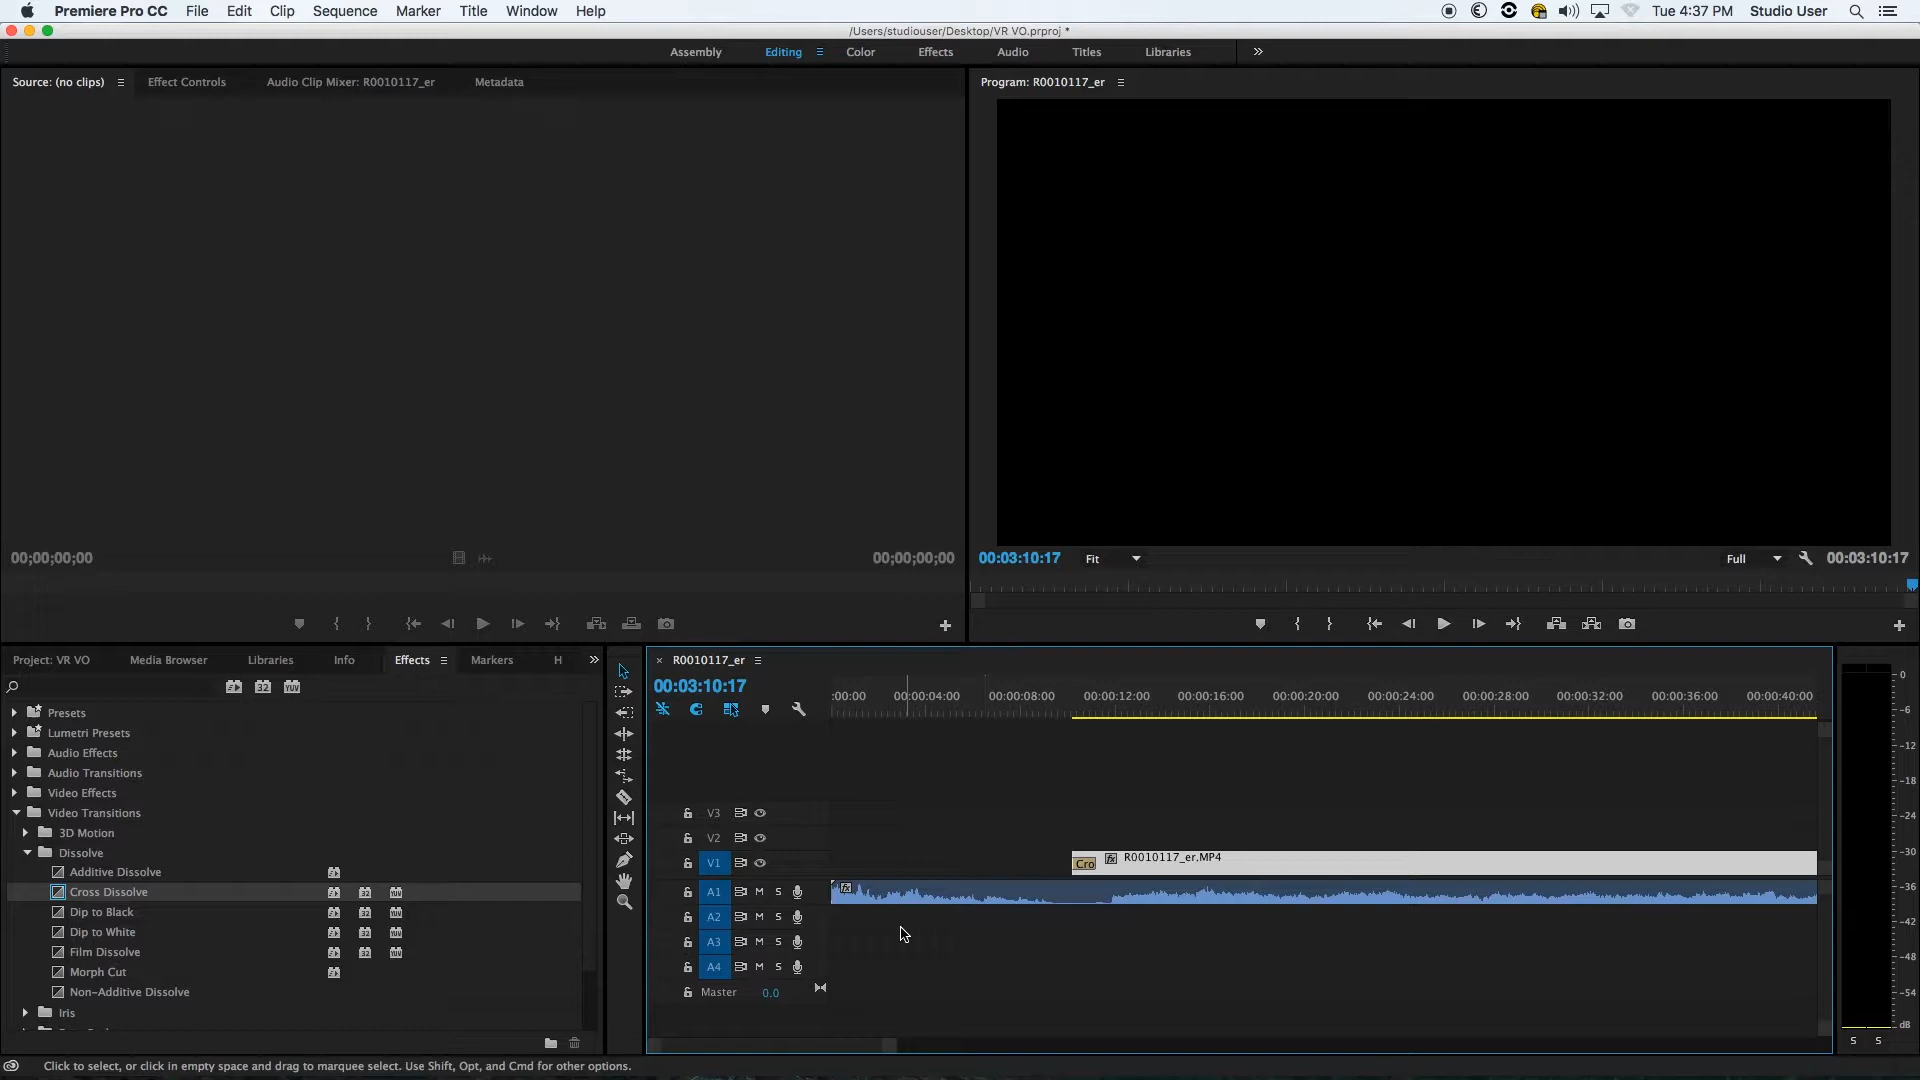 Premiere Pro CC File Edit Clip Sequence Marker Title Window Help Tue 4:37 PM Studio User
/Users/studiouser/Desktop/VR VO.prproj *
Assembly Editing Color Effects Audio Titles Libraries
Source: (no clips) Effect Controls Audio Clip Mixer: R0010117_er Metadata
Program: R0010117_er
00;00;00;00 00;00;00;00
00:03:10:17 Fit Full 00:03:10:17
Project: VR VO Media Browser Libraries Info Effects Markers H
32 YUV
Presets
Lumetri Presets
Audio Effects
Audio Transitions
Video Effects
Video Transitions
3D Motion
Dissolve
Additive Dissolve
Cross Dissolve
Dip to Black
Dip to White
Film Dissolve
Morph Cut
Non-Additive Dissolve
Iris
R0010117_er
00:03:10:17
:00:00 00:00:04:00 00:00:08:00 00:00:12:00 00:00:16:00 00:00:20:00 00:00:24:00 00:00:28:00 00:00:32:00 00:00:36:00 00:00:40:00
V3
V2
V1 Cro fx R0010117_er.MP4
A1 M S fx
A2 M S
A3 M S
A4 M S
Master 0.0
0
-6
-12
-18
-24
-30
-36
-42
-48
-54
dB
S S
Click to select, or click in empty space and drag to marquee select. Use Shift, Opt, and Cmd for other options.